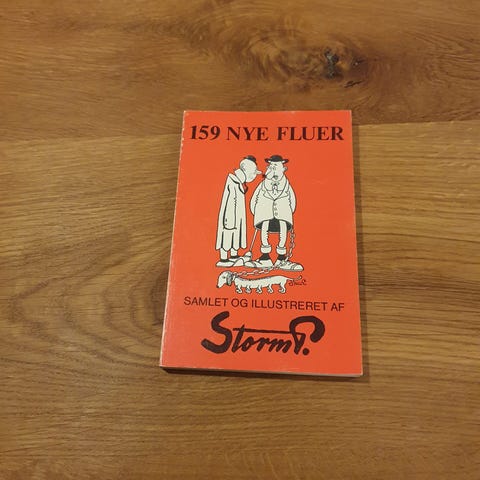 159 NYE FLUER
SAMLET OG ILLUSTRERET AF
Storm P.